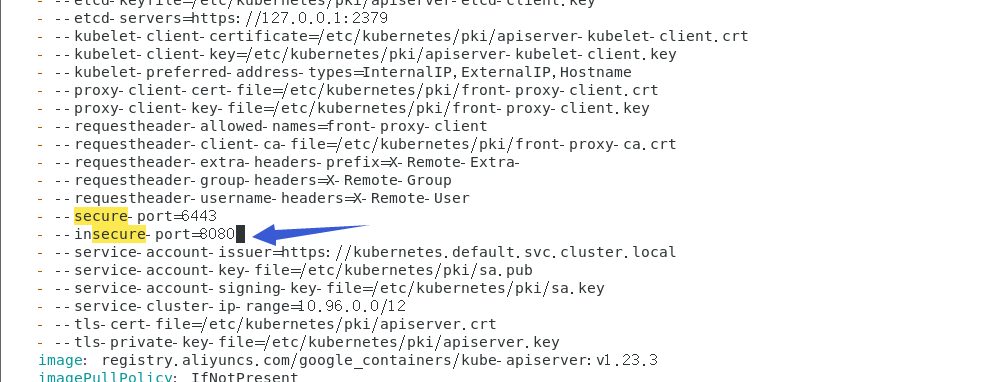 - --etcd-keyfile=/etc/kubernetes/pki/apiserver-etcd-client.key
- --etcd-servers=https://127.0.0.1:2379
- --kubelet-client-certificate=/etc/kubernetes/pki/apiserver-kubelet-client.crt
- --kubelet-client-key=/etc/kubernetes/pki/apiserver-kubelet-client.key
- --kubelet-preferred-address-types=InternalIP,ExternalIP,Hostname
- --proxy-client-cert-file=/etc/kubernetes/pki/front-proxy-client.crt
- --proxy-client-key-file=/etc/kubernetes/pki/front-proxy-client.key
- --requestheader-allowed-names=front-proxy-client
- --requestheader-client-ca-file=/etc/kubernetes/pki/front-proxy-ca.crt
- --requestheader-extra-headers-prefix=X-Remote-Extra-
- --requestheader-group-headers=X-Remote-Group
- --requestheader-username-headers=X-Remote-User
- --secure-port=6443
- --insecure-port=8080
- --service-account-issuer=https://kubernetes.default.svc.cluster.local
- --service-account-key-file=/etc/kubernetes/pki/sa.pub
- --service-account-signing-key-file=/etc/kubernetes/pki/sa.key
- --service-cluster-ip-range=10.96.0.0/12
- --tls-cert-file=/etc/kubernetes/pki/apiserver.crt
- --tls-private-key-file=/etc/kubernetes/pki/apiserver.key
image: registry.aliyuncs.com/google_containers/kube-apiserver:v1.23.3
imagePullPolicy: IfNotPresent